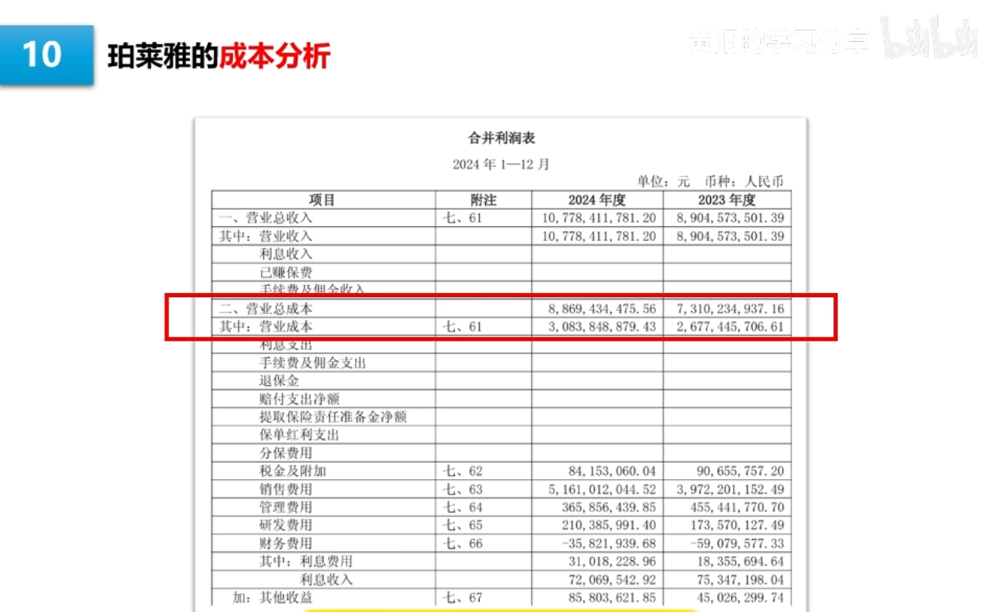 10
珀莱雅的成本分析
的学习分享 bilibili
合并利润表
2024 年 1—12 月
单位：元 币种：人民币
项目 附注 2024 年度 2023 年度
一、营业总收入 七、61 10,778,411,781.20 8,904,573,501.39
其中：营业收入 10,778,411,781.20 8,904,573,501.39
利息收入
已赚保费
手续费及佣金收入
二、营业总成本 8,869,434,475.56 7,310,234,937.16
其中：营业成本 七、61 3,083,848,879.43 2,677,445,706.61
利息支出
手续费及佣金支出
退保金
赔付支出净额
提取保险责任准备金净额
保单红利支出
分保费用
税金及附加 七、62 84,153,060.04 90,655,757.20
销售费用 七、63 5,161,012,044.52 3,972,201,152.49
管理费用 七、64 365,856,439.85 455,441,770.70
研发费用 七、65 210,385,991.40 173,570,127.49
财务费用 七、66 -35,821,939.68 -59,079,577.33
其中：利息费用 31,018,228.96 18,355,694.64
利息收入 72,069,542.92 75,347,198.04
加：其他收益 七、67 85,803,621.85 45,026,299.74